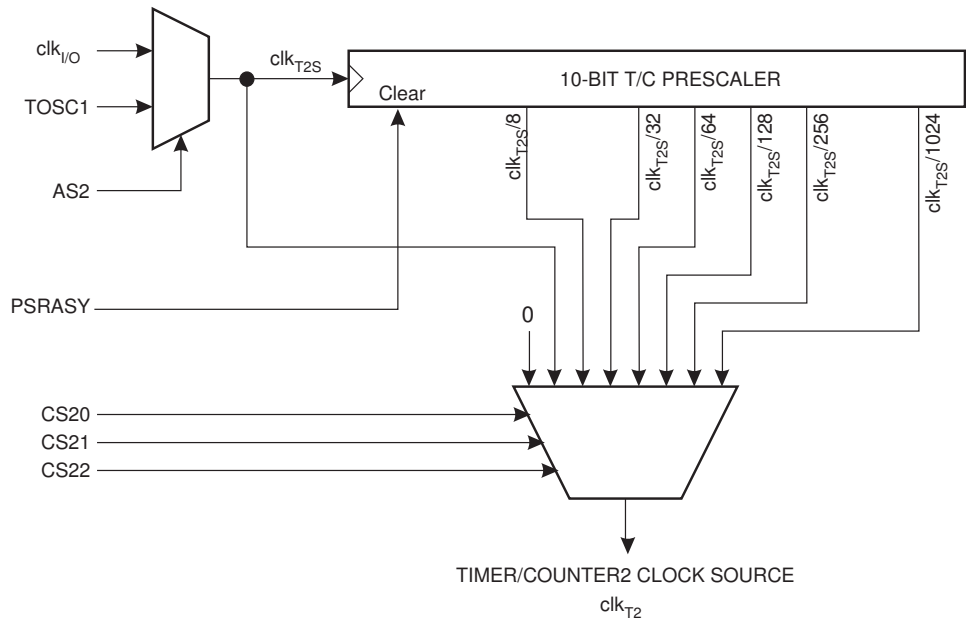 clkI/O
TOSC1
AS2
clkT2S
10-BIT T/C PRESCALER
Clear
clkT2S/8
clkT2S/32
clkT2S/64
clkT2S/128
clkT2S/256
clkT2S/1024
PSRASY
0
CS20
CS21
CS22
TIMER/COUNTER2 CLOCK SOURCE
clkT2